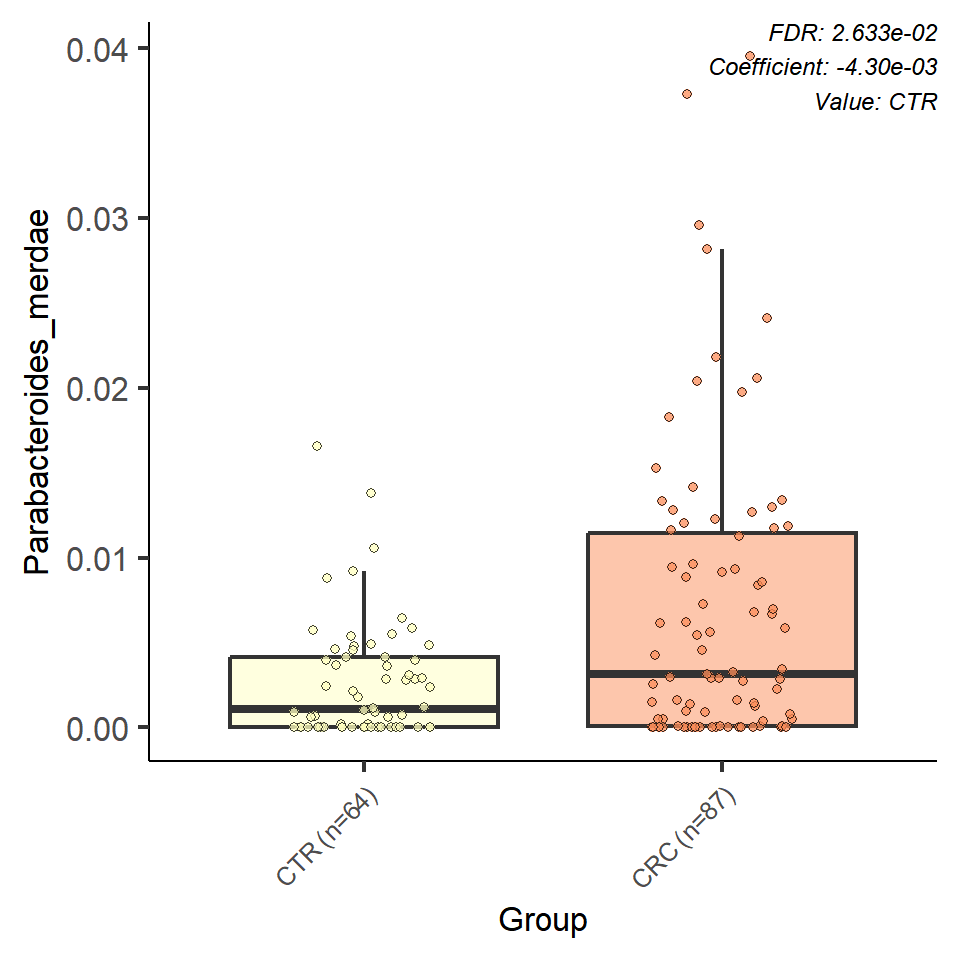 FDR: 2.633e-02
Coefficient: -4.30e-03
Value: CTR
Parabacteroides_merdae
0.04
0.03
0.02
0.01
0.00
CTR (n=64)
CRC (n=87)
Group